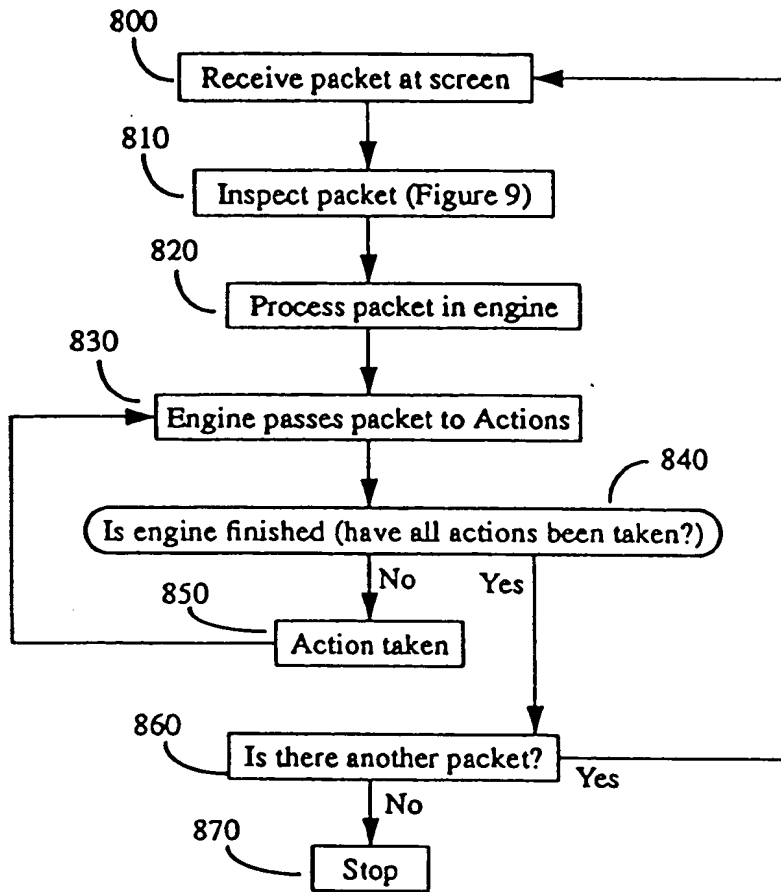 800
Receive packet at screen
810
Inspect packet (Figure 9)
820
Process packet in engine
830
Engine passes packet to Actions
840
Is engine finished (have all actions been taken?)
No
Yes
850
Action taken
860
Is there another packet?
Yes
No
870
Stop